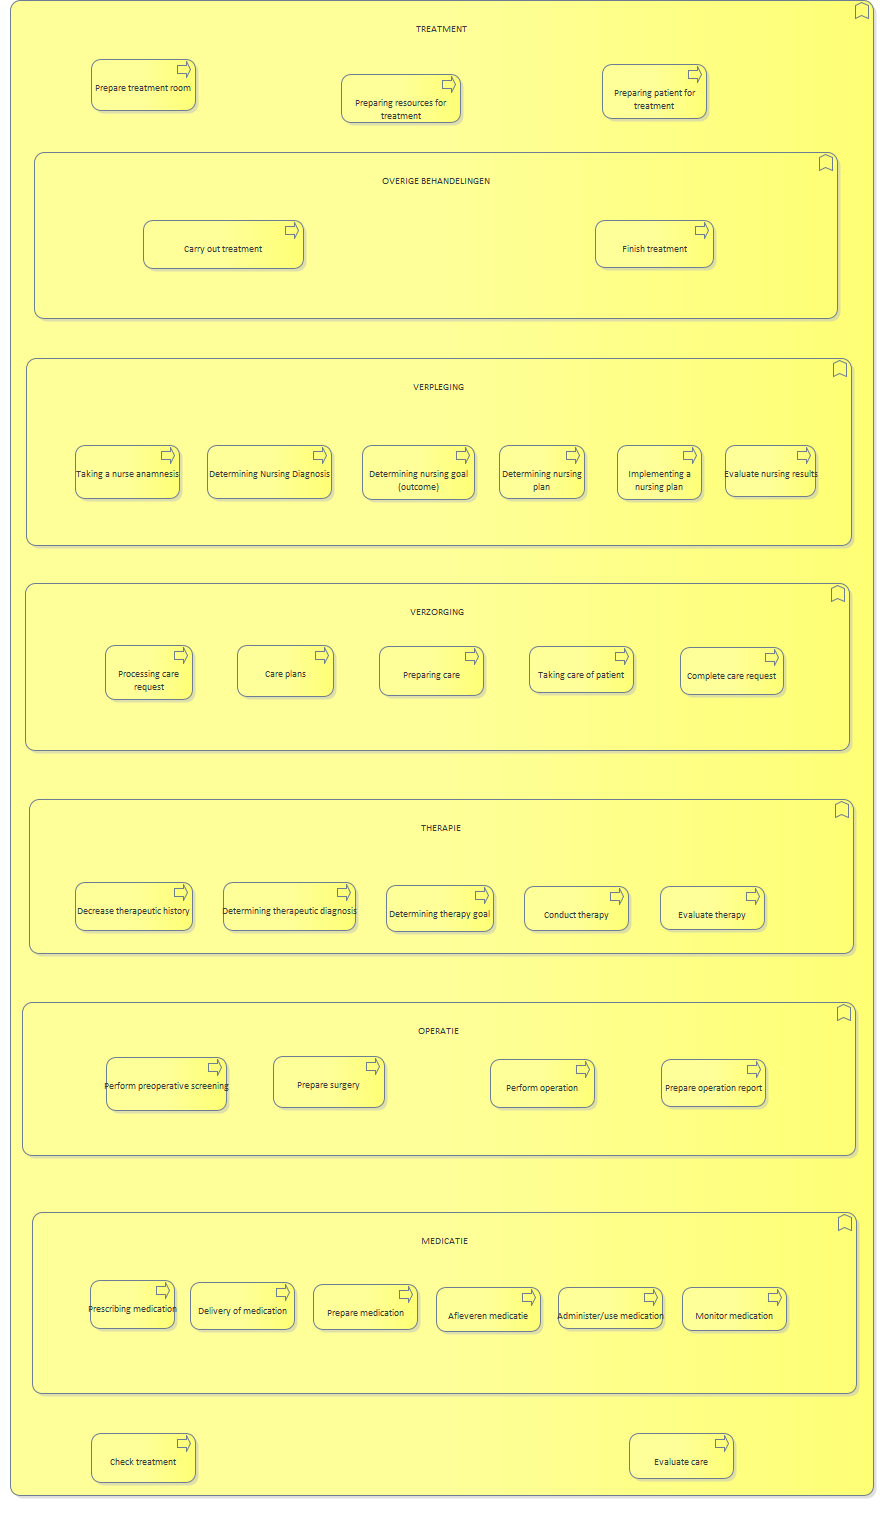 TREATMENT
Prepare treatment room
Preparing resources for
treatment
Preparing patient for
treatment
OVERIGE BEHANDELINGEN
Carry out treatment
Finish treatment
VERPLEGING
Taking a nurse anamnesis
Determining Nursing Diagnosis
Determining nursing goal
(outcome)
Determining nursing
plan
Implementing a
nursing plan
Evaluate nursing results
VERZORGING
Processing care
request
Care plans
Preparing care
Taking care of patient
Complete care request
THERAPIE
Decrease therapeutic history
Determining therapeutic diagnosis
Determining therapy goal
Conduct therapy
Evaluate therapy
OPERATIE
Perform preoperative screening
Prepare surgery
Perform operation
Prepare operation report
MEDICATIE
Prescribing medication
Delivery of medication
Prepare medication
Afleveren medicatie
Administer/use medication
Monitor medication
Check treatment
Evaluate care